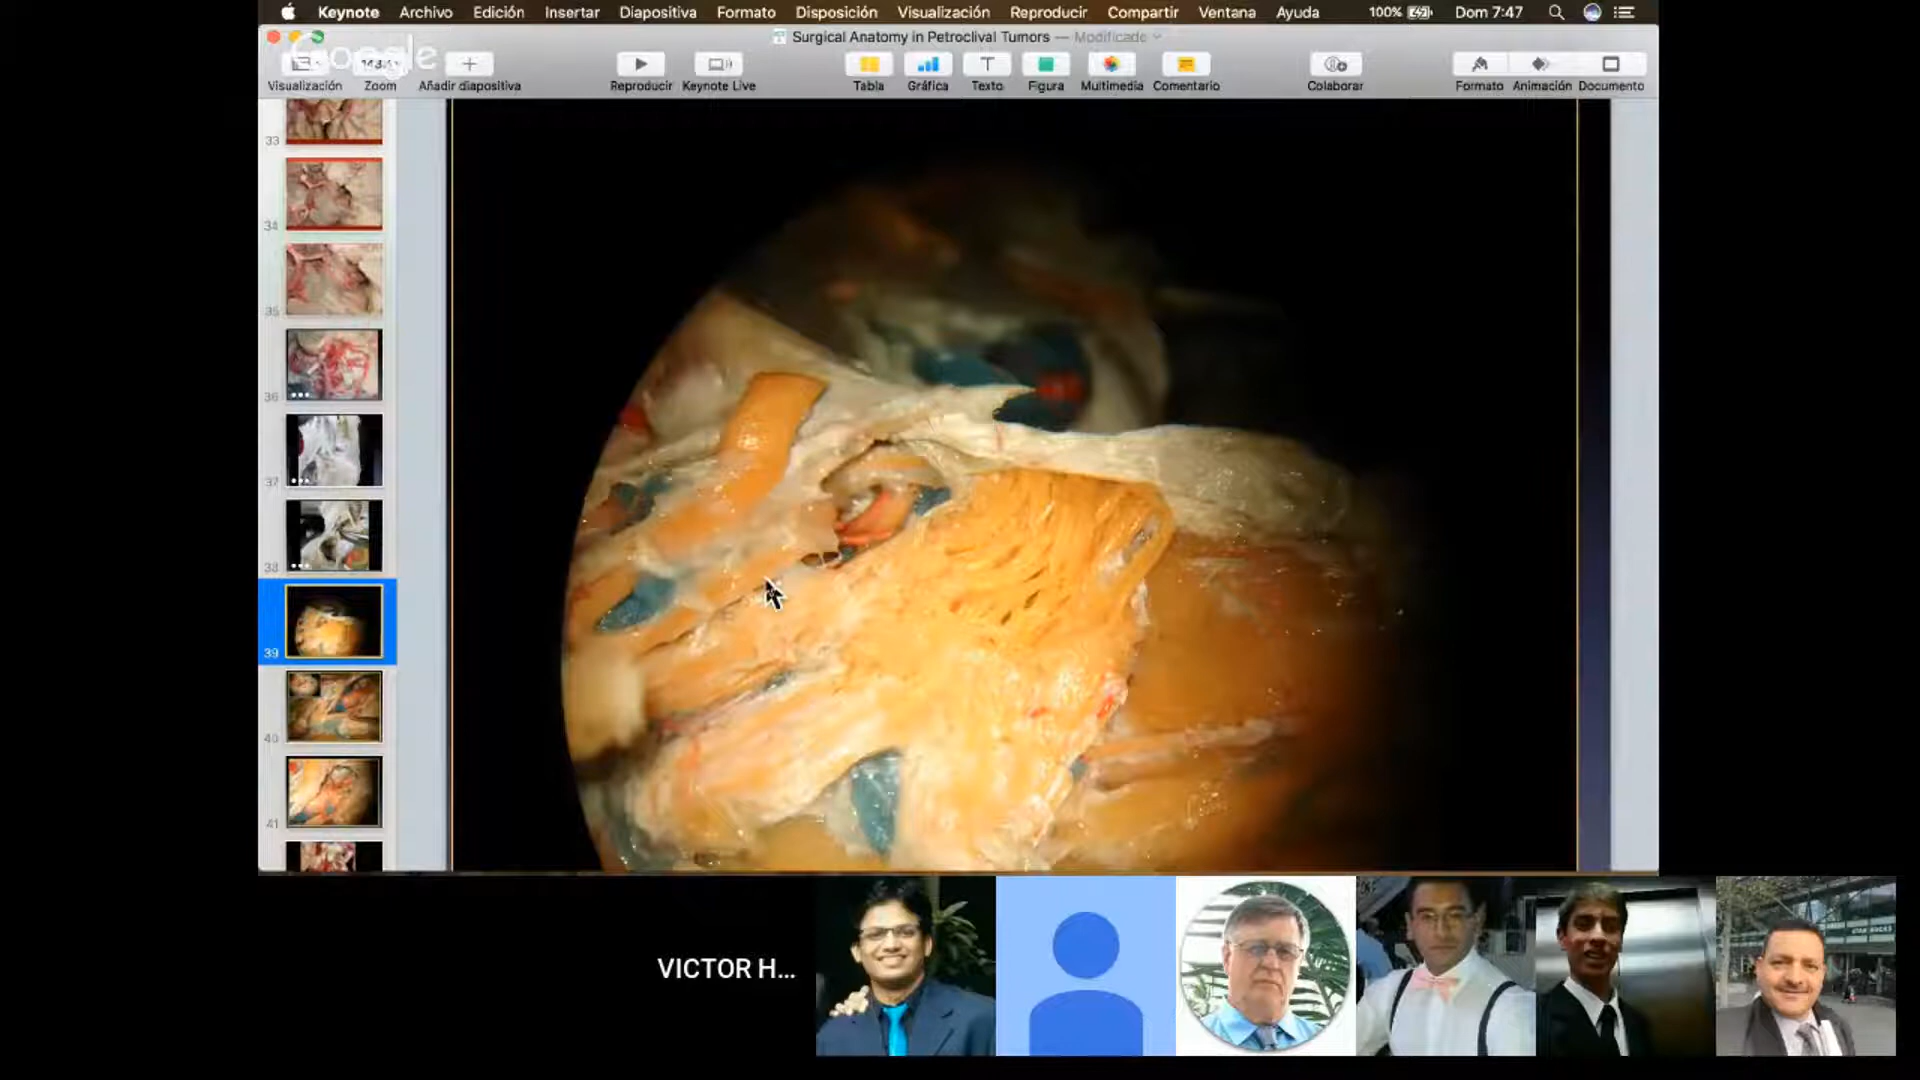 Keynote Archivo Edición Insertar Diapositiva Formato Disposición Visualización Reproducir Compartir Ventana Ayuda 100% Dom 7:47
Surgical Anatomy in Petroclival Tumors — Modificado
Google
Visualización Zoom Añadir diapositiva Reproducir Keynote Live Tabla Gráfica Texto Figura Multimedia Comentario Colaborar Formato Animación Documento
33
34
35
36
37
38
39
40
41
VICTOR H...